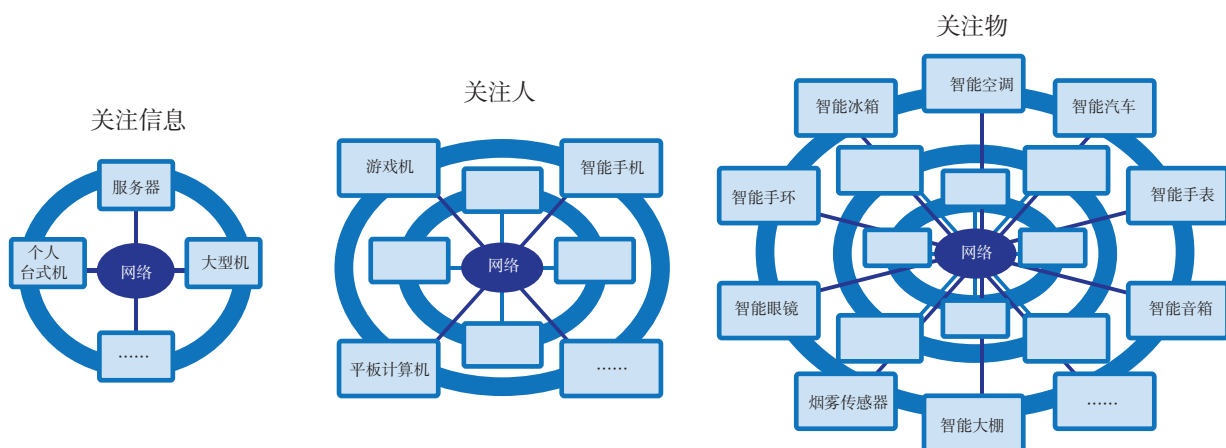 关注信息
服务器
个人
台式机
网络
大型机
……
关注人
游戏机
智能手机
网络
平板计算机
……
关注物
智能空调
智能冰箱
智能汽车
智能手环
智能手表
网络
智能眼镜
智能音箱
烟雾传感器
……
智能大棚